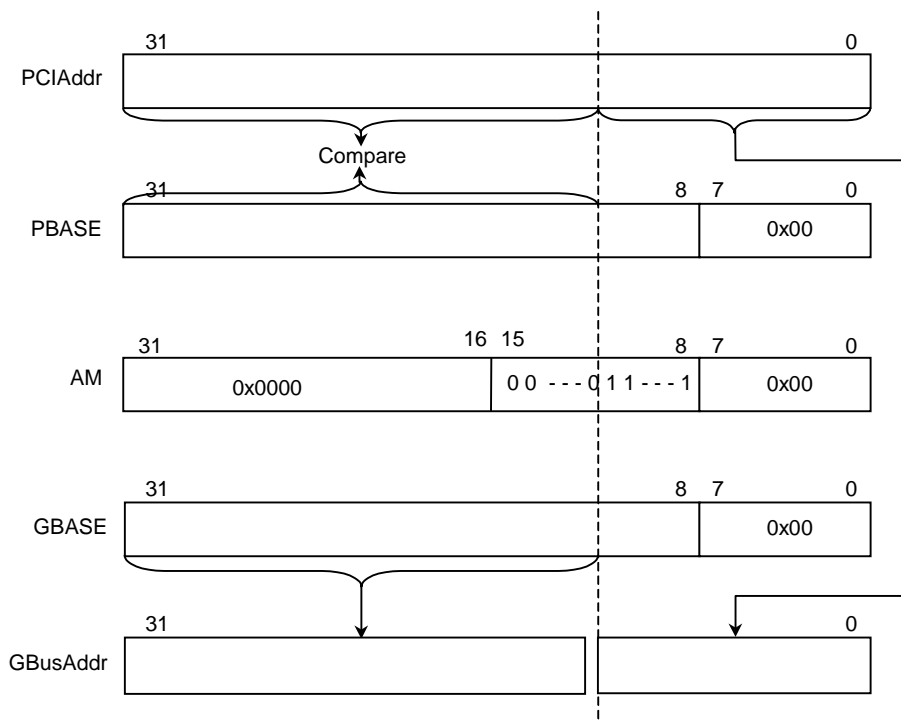 31 0
PCIAddr
Compare
31 8 7 0
PBASE 0x00
31 16 15 8 7 0
AM 0x0000 0 0 - - - 0 1 1 - - - 1 0x00
31 8 7 0
GBASE 0x00
31 0
GBusAddr